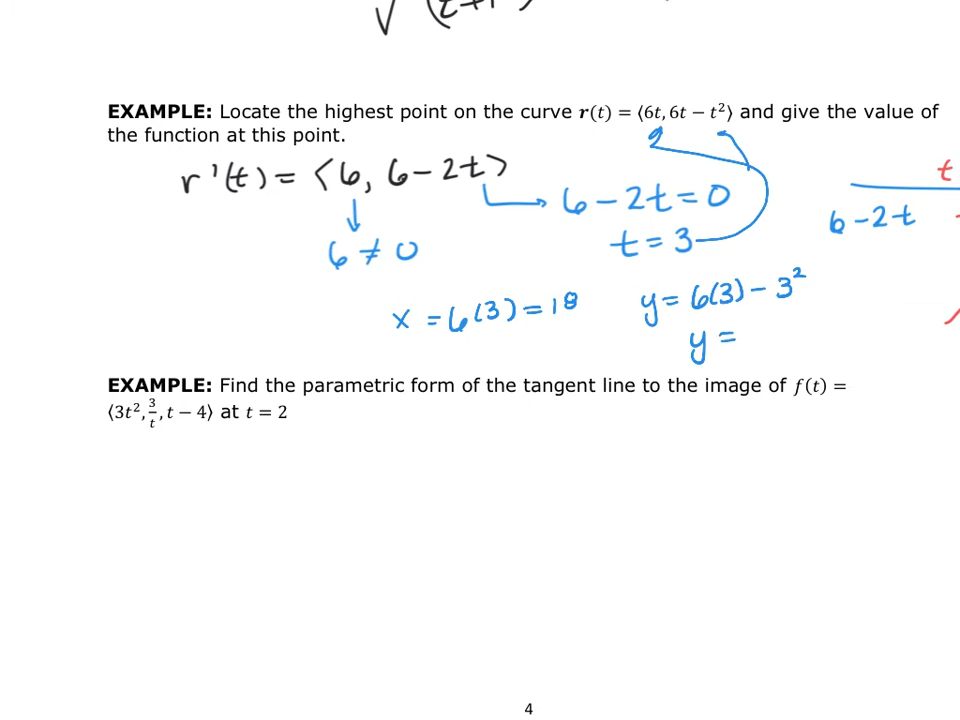 √(t+1
EXAMPLE: Locate the highest point on the curve r(t) = ⟨6t, 6t − t²⟩ and give the value of
the function at this point.
r'(t) = ⟨6, 6 − 2t⟩
6 − 2t = 0
t
6 − 2t
6 ≠ 0
t = 3
x = 6(3) = 18
y = 6(3) − 3²
y =
EXAMPLE: Find the parametric form of the tangent line to the image of f(t) =
⟨3t², 3/t, t − 4⟩ at t = 2
4